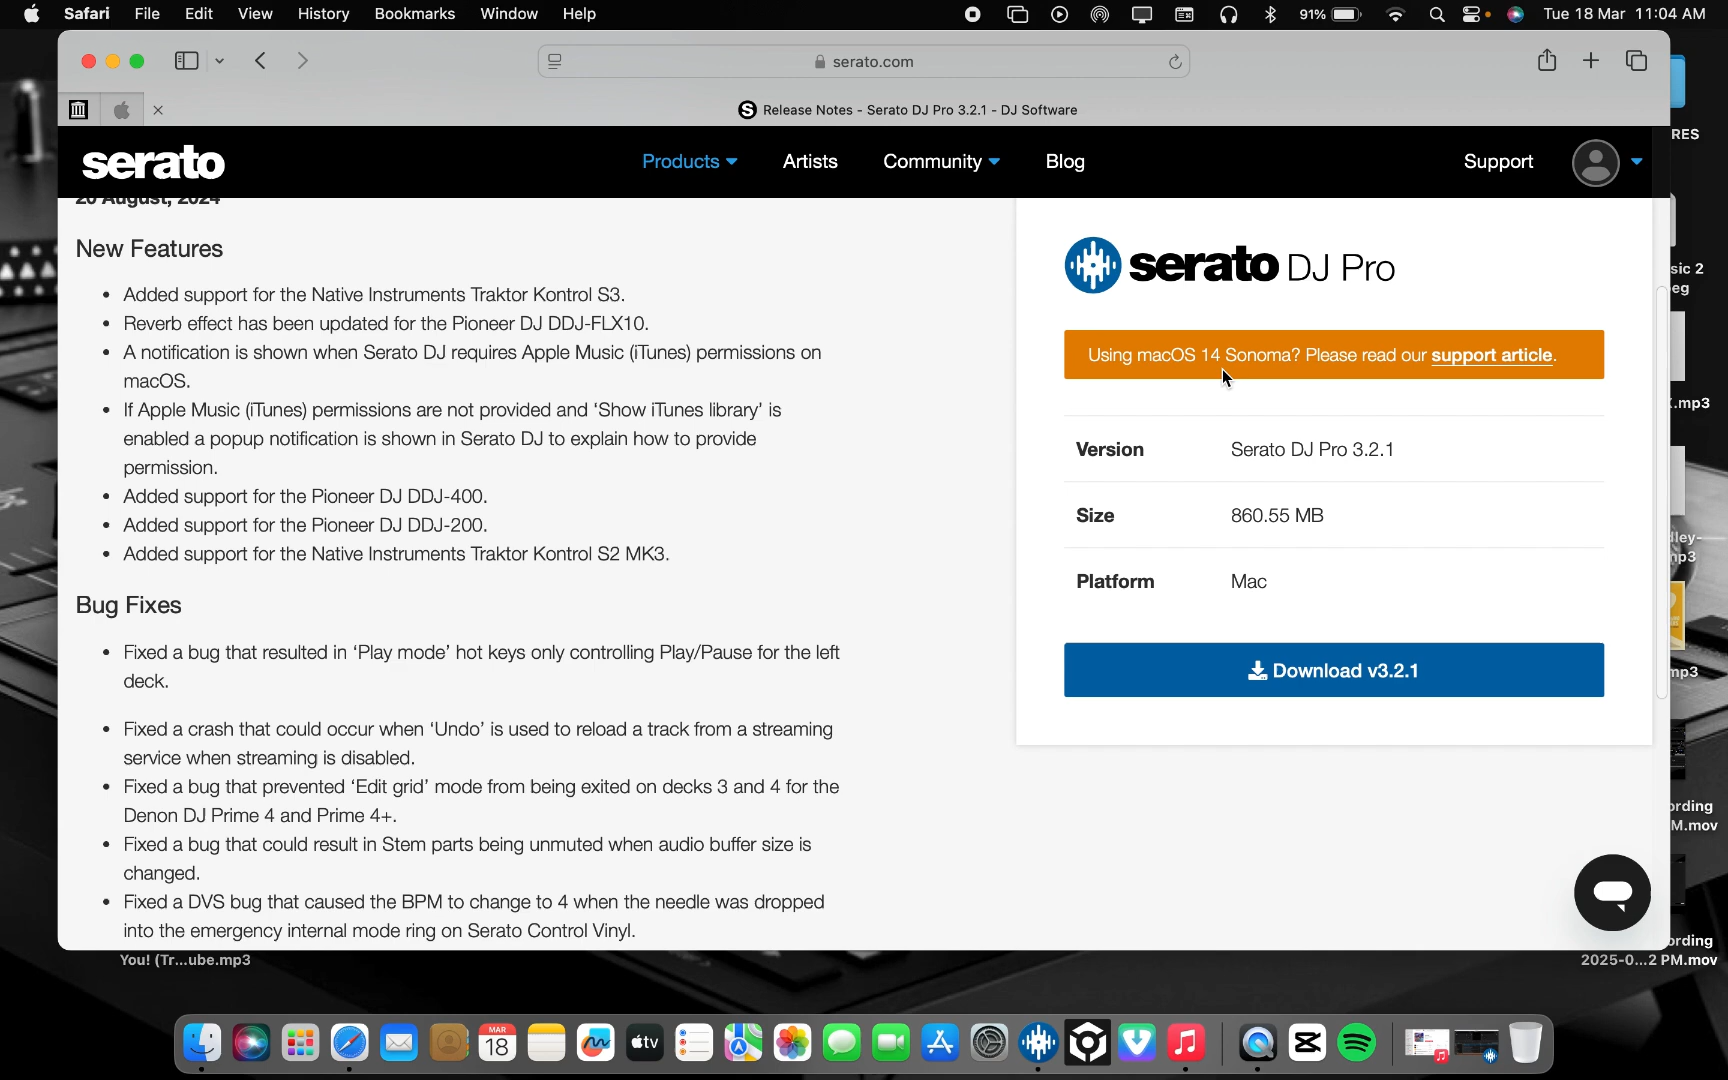 Safari File Edit View History Bookmarks Window Help 91% Tue 18 Mar 11:04 AM
serato.com
Release Notes - Serato DJ Pro 3.2.1 - DJ Software
serato Products Artists Community Blog Support
20 August, 2024
New Features
• Added support for the Native Instruments Traktor Kontrol S3.
• Reverb effect has been updated for the Pioneer DJ DDJ-FLX10.
• A notification is shown when Serato DJ requires Apple Music (iTunes) permissions on
macOS.
• If Apple Music (iTunes) permissions are not provided and ‘Show iTunes library’ is
enabled a popup notification is shown in Serato DJ to explain how to provide
permission.
• Added support for the Pioneer DJ DDJ-400.
• Added support for the Pioneer DJ DDJ-200.
• Added support for the Native Instruments Traktor Kontrol S2 MK3.
Bug Fixes
• Fixed a bug that resulted in ‘Play mode’ hot keys only controlling Play/Pause for the left
deck.
• Fixed a crash that could occur when ‘Undo’ is used to reload a track from a streaming
service when streaming is disabled.
• Fixed a bug that prevented ‘Edit grid’ mode from being exited on decks 3 and 4 for the
Denon DJ Prime 4 and Prime 4+.
• Fixed a bug that could result in Stem parts being unmuted when audio buffer size is
changed.
• Fixed a DVS bug that caused the BPM to change to 4 when the needle was dropped
into the emergency internal mode ring on Serato Control Vinyl.
serato DJ Pro
Using macOS 14 Sonoma? Please read our support article.
Version Serato DJ Pro 3.2.1
Size 860.55 MB
Platform Mac
Download v3.2.1
RES
sic 2
eg
.mp3
dley-
mp3
mp3
ording
M.mov
ording
2025-0...2 PM.mov
You! (Tr...ube.mp3
tv
MAR
18